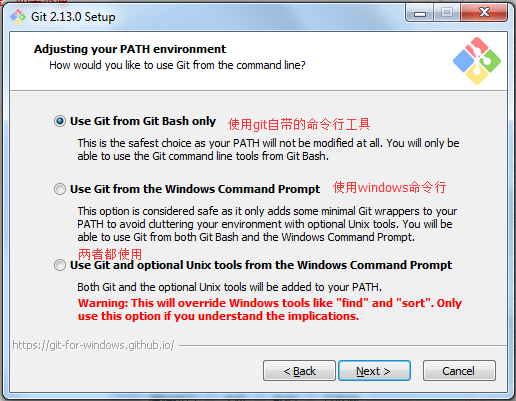 Git 2.13.0 Setup
Adjusting your PATH environment
How would you like to use Git from the command line?
Use Git from Git Bash only 使用git自带的命令行工具
This is the safest choice as your PATH will not be modified at all. You will only be
able to use the Git command line tools from Git Bash.
Use Git from the Windows Command Prompt 使用windows命令行
This option is considered safe as it only adds some minimal Git wrappers to your
PATH to avoid cluttering your environment with optional Unix tools. You will be
able to use Git from both Git Bash and the Windows Command Prompt.
两者都使用
Use Git and optional Unix tools from the Windows Command Prompt
Both Git and the optional Unix tools will be added to your PATH.
Warning: This will override Windows tools like "find" and "sort". Only
use this option if you understand the implications.
https://git-for-windows.github.io/
< Back Next > Cancel